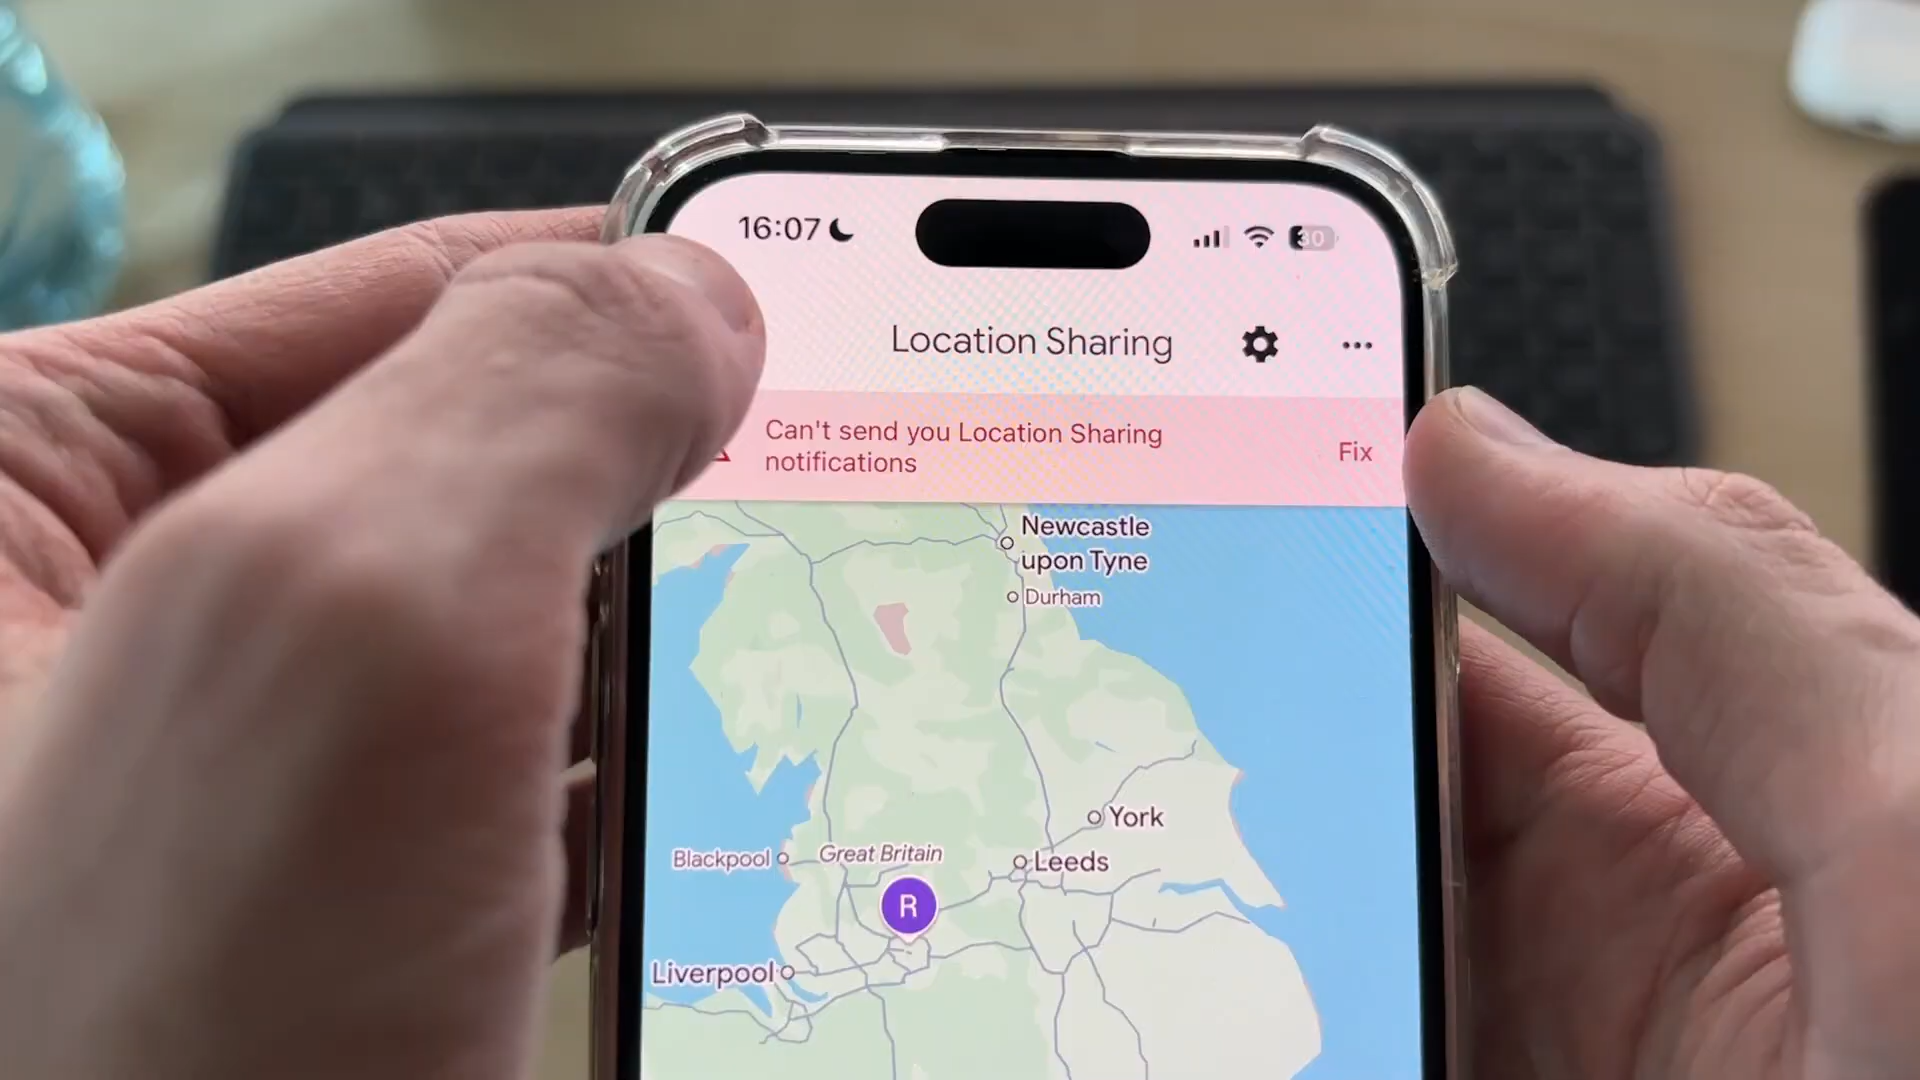 16:07
30
Location Sharing
Can't send you Location Sharing
notifications
Fix
Newcastle
upon Tyne
Durham
York
Blackpool
Great Britain
Leeds
R
Liverpool